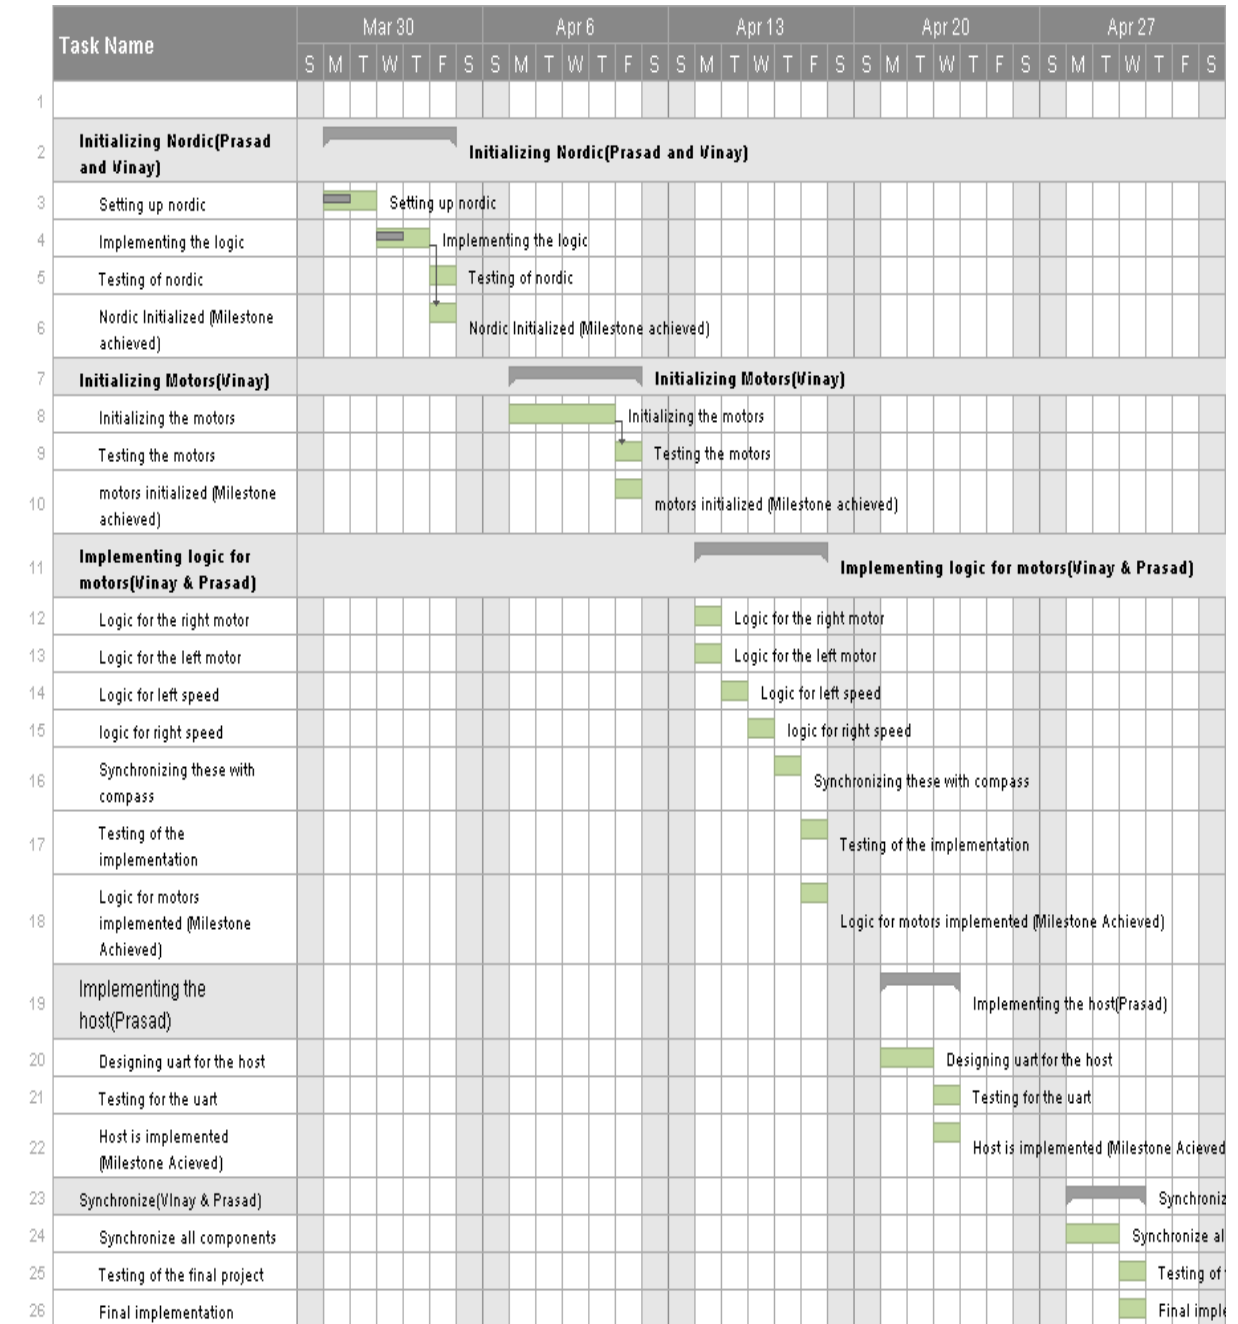 Task Name
Mar 30
Apr 6
Apr 13
Apr 20
Apr 27
S M T W T F S S M T W T F S S M T W T F S S M T W T F S S M T W T F S
1
2
Initializing Nordic(Prasad
and Vinay)
Initializing Nordic(Prasad and Vinay)
3
Setting up nordic
Setting up nordic
4
Implementing the logic
Implementing the logic
5
Testing of nordic
Testing of nordic
6
Nordic Initialized (Milestone
achieved)
Nordic Initialized (Milestone achieved)
7
Initializing Motors(Vinay)
Initializing Motors(Vinay)
8
Initializing the motors
Initializing the motors
9
Testing the motors
Testing the motors
10
motors initialized (Milestone
achieved)
motors initialized (Milestone achieved)
11
Implementing logic for
motors(Vinay & Prasad)
Implementing logic for motors(Vinay & Prasad)
12
Logic for the right motor
Logic for the right motor
13
Logic for the left motor
Logic for the left motor
14
Logic for left speed
Logic for left speed
15
logic for right speed
logic for right speed
16
Synchronizing these with
compass
Synchronizing these with compass
17
Testing of the
implementation
Testing of the implementation
18
Logic for motors
implemented (Milestone
Achieved)
Logic for motors implemented (Milestone Achieved)
19
Implementing the
host(Prasad)
Implementing the host(Prasad)
20
Designing uart for the host
Designing uart for the host
21
Testing for the uart
Testing for the uart
22
Host is implemented
(Milestone Acieved)
Host is implemented (Milestone Acieved
23
Synchronize(VInay & Prasad)
Synchroniz
24
Synchronize all components
Synchronize al
25
Testing of the final project
Testing of
26
Final implementation
Final imple